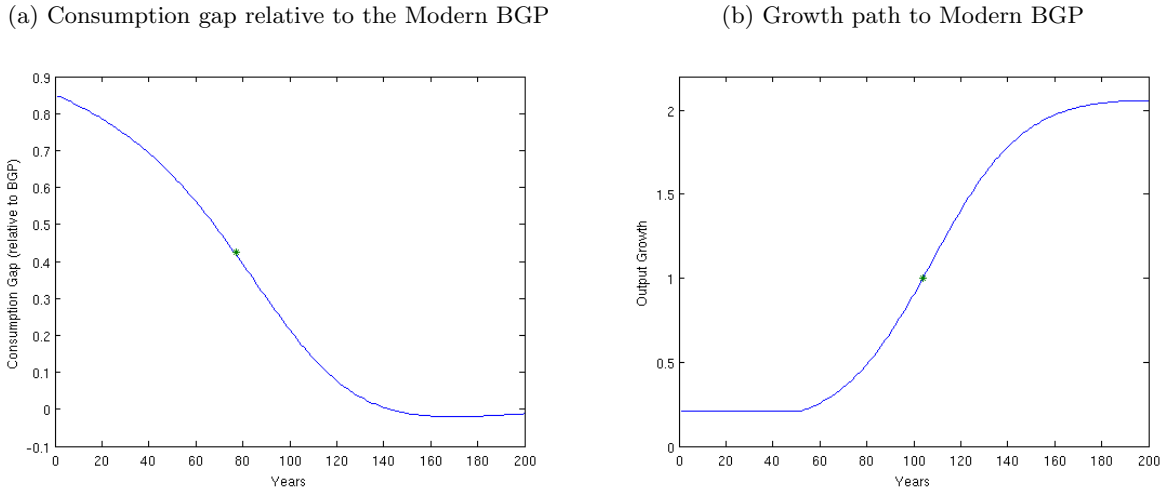 (a) Consumption gap relative to the Modern BGP
0.9
0.8
0.7
0.6
0.5
0.4
0.3
0.2
0.1
0
-0.1
Consumption Gap (relative to BGP)
0 20 40 60 80 100 120 140 160 180 200
Years
(b) Growth path to Modern BGP
2
1.5
1
0.5
0
Output Growth
0 20 40 60 80 100 120 140 160 180 200
Years